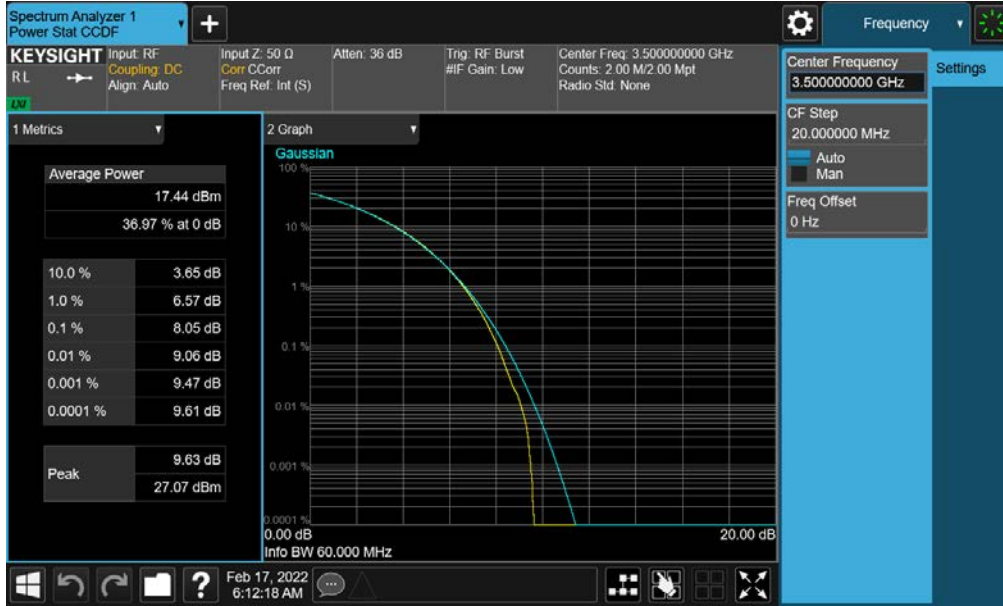 Spectrum Analyzer 1
Power Stat CCDF
+
Frequency
KEYSIGHT
RL
LXI
Input: RF
Coupling: DC
Align: Auto
Input Z: 50 Ω
Corr CCorr
Freq Ref: Int (S)
Atten: 36 dB
Trig: RF Burst
#IF Gain: Low
Center Freq: 3.500000000 GHz
Counts: 2.00 M/2.00 Mpt
Radio Std: None
Center Frequency
3.500000000 GHz
Settings
CF Step
20.000000 MHz
Auto
Man
Freq Offset
0 Hz
1 Metrics
Average Power
17.44 dBm
36.97 % at 0 dB
10.0 % 3.65 dB
1.0 % 6.57 dB
0.1 % 8.05 dB
0.01 % 9.06 dB
0.001 % 9.47 dB
0.0001 % 9.61 dB
Peak
9.63 dB
27.07 dBm
2 Graph
Gaussian
100 %
10 %
1 %
0.1 %
0.01 %
0.001 %
0.0001 %
0.00 dB 20.00 dB
Info BW 60.000 MHz
?
Feb 17, 2022
6:12:18 AM